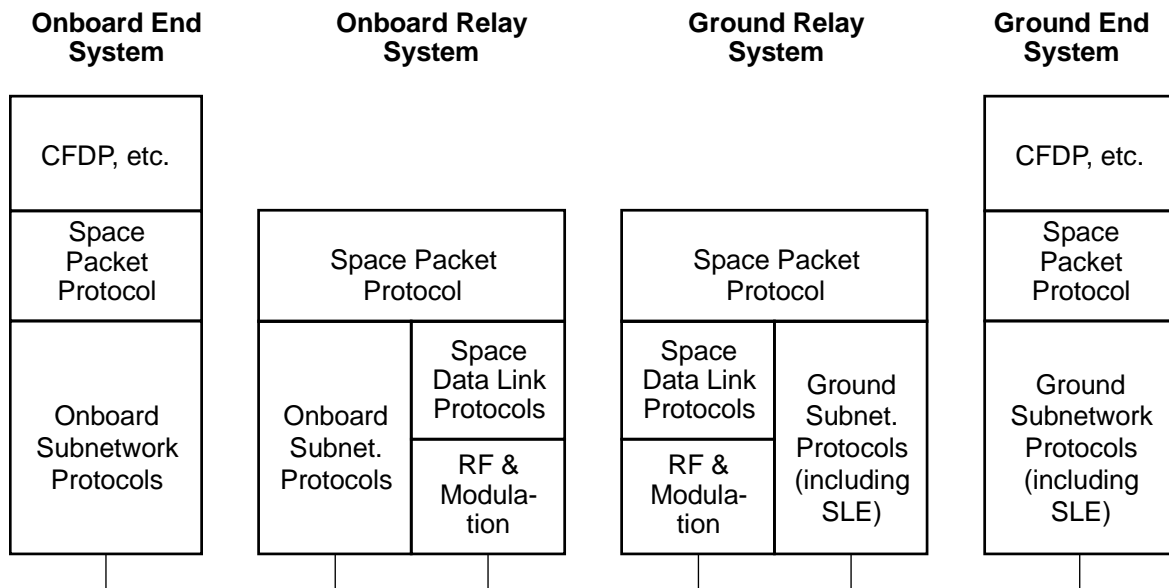 Onboard End
System
Onboard Relay
System
Ground Relay
System
Ground End
System
CFDP, etc.
Space
Packet
Protocol
Onboard
Subnetwork
Protocols
Space Packet
Protocol
Onboard
Subnet.
Protocols
Space
Data Link
Protocols
RF &
Modula-
tion
Space Packet
Protocol
Space
Data Link
Protocols
RF &
Modula-
tion
Ground
Subnet.
Protocols
(including
SLE)
CFDP, etc.
Space
Packet
Protocol
Ground
Subnetwork
Protocols
(including
SLE)